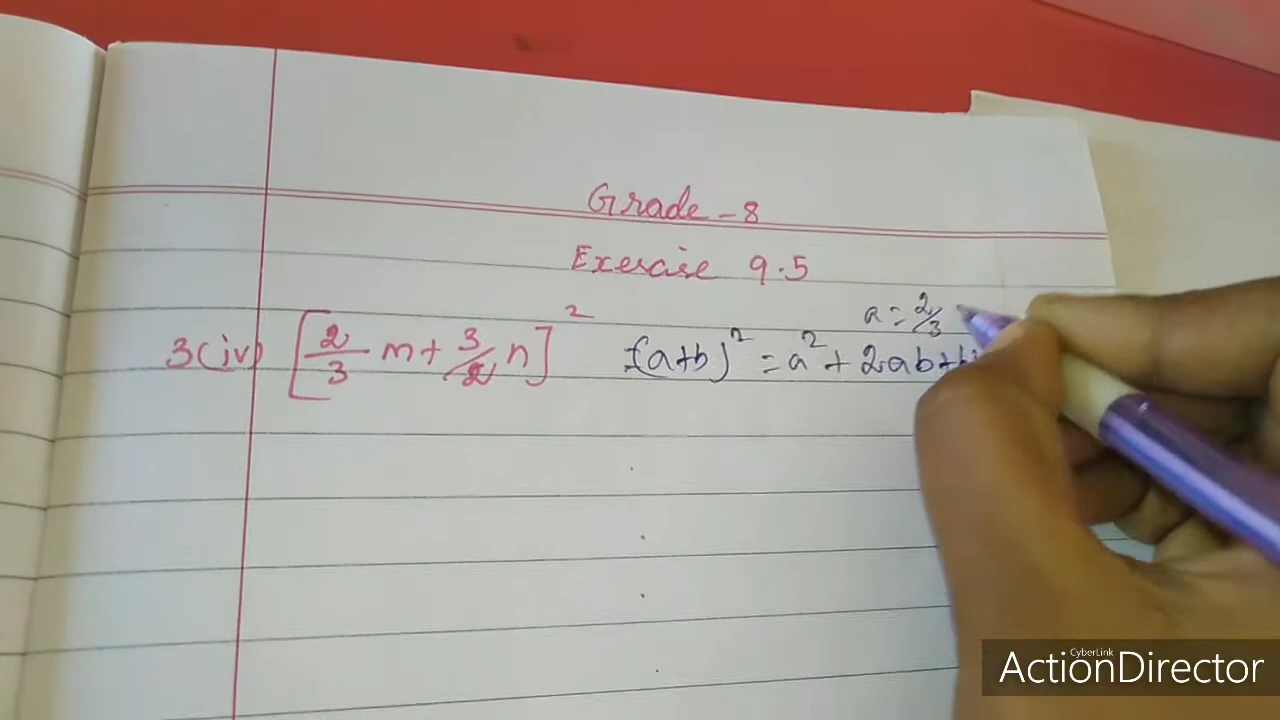 Grade - 8
Exercise 9.5
a = 2/3
3(iv) [2/3 m + 3/2 n]² (a+b)² = a² + 2ab +
CyberLink
ActionDirector